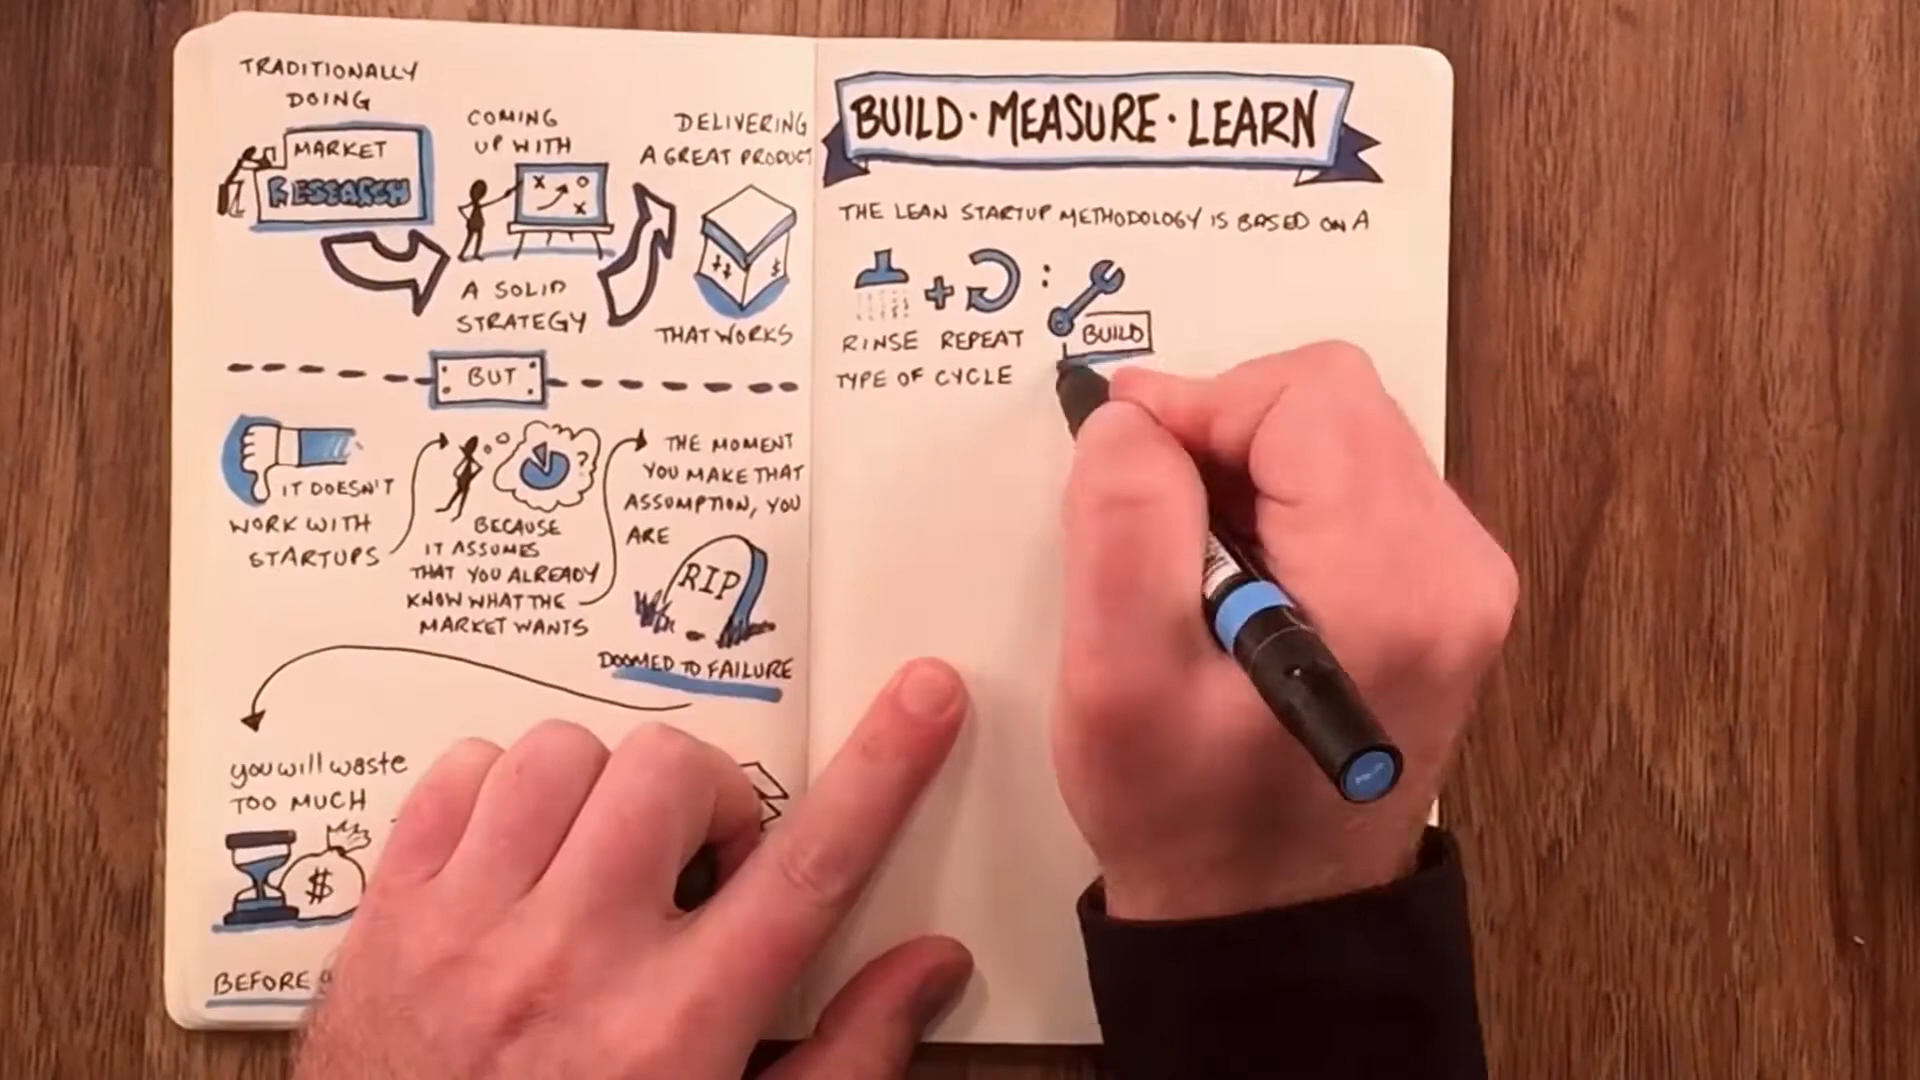 TRADITIONALLY
DOING
MARKET
RESEARCH
COMING
UP WITH
A SOLID
STRATEGY
DELIVERING
A GREAT PRODUCT
THAT WORKS
BUT
IT DOESN'T
WORK WITH
STARTUPS
BECAUSE
IT ASSUMES
THAT YOU ALREADY
KNOW WHAT THE
MARKET WANTS
THE MOMENT
YOU MAKE THAT
ASSUMPTION, YOU
ARE
RIP
DOOMED TO FAILURE
you will waste
TOO MUCH
$
BEFORE
BUILD · MEASURE · LEARN
THE LEAN STARTUP METHODOLOGY IS BASED ON A
RINSE + REPEAT :
TYPE OF CYCLE
BUILD